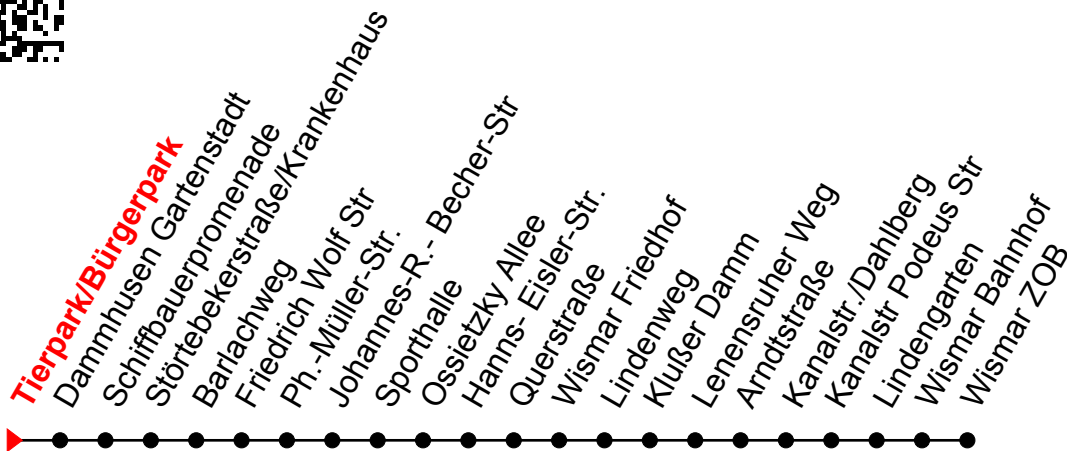 Tierpark/Bürgerpark
Dammhusen Gartenstadt
Schiffbauerpromenade
Störtebekerstraße/Krankenhaus
Barlachweg
Friedrich Wolf Str
Ph.-Müller-Str.
Johannes-R.- Becher-Str
Sporthalle
Ossietzky Allee
Hanns- Eisler-Str.
Querstraße
Wismar Friedhof
Lindenweg
Klußer Damm
Lenensruher Weg
Arndtstraße
Kanalstr./Dahlberg
Kanalstr Podeus Str
Lindengarten
Wismar Bahnhof
Wismar ZOB